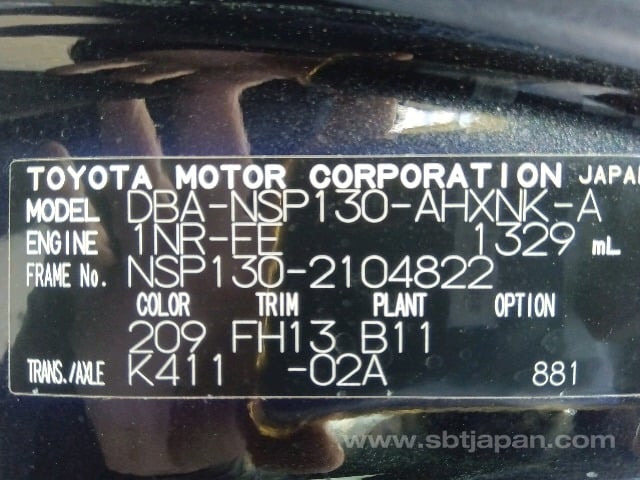 TOYOTA MOTOR CORPORATION JAPAN
MODEL DBA-NSP130-AHXNK-A
ENGINE 1NR-FE 1329 mL
FRAME No. NSP130-2104822
COLOR TRIM PLANT OPTION
209 FH13 B11
TRANS./AXLE K411 -02A 881
www.sbtjapan.com